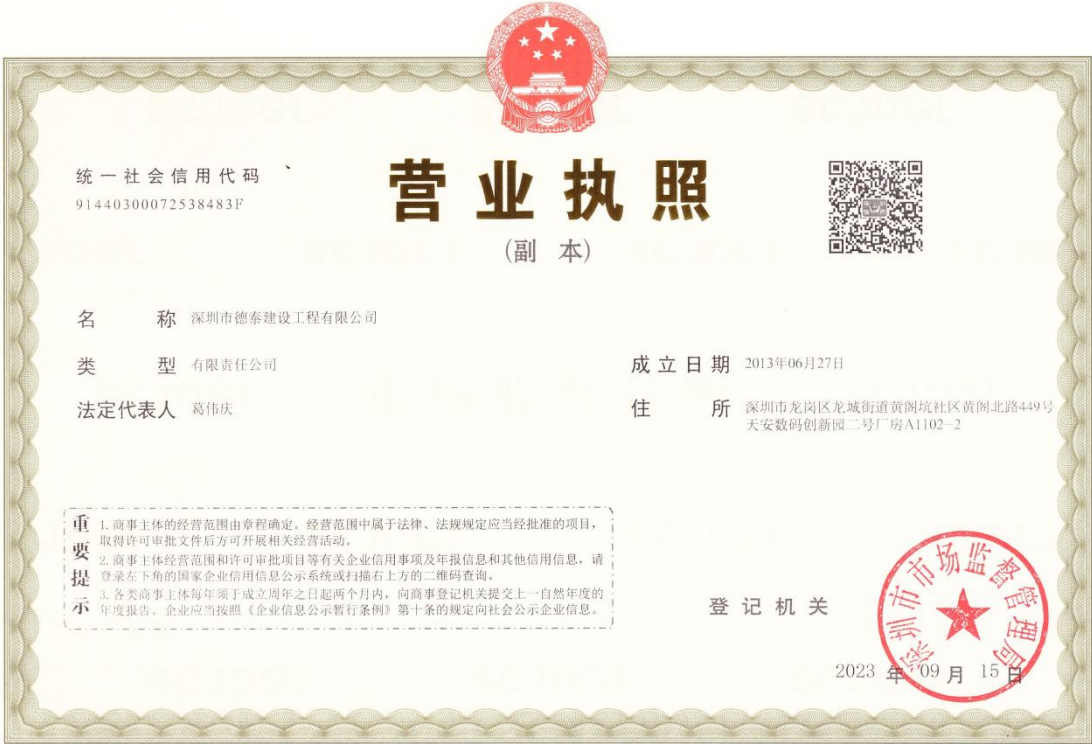 统一社会信用代码
91440300072538483F
营业执照
(副 本)
名 称 深圳市德泰建设工程有限公司
类 型 有限责任公司
法定代表人 葛伟庆
成立日期 2013年06月27日
住 所 深圳市龙岗区龙城街道黄阁坑社区黄阁北路449号
天安数码创新园二号厂房A1102-2
重要提示
1. 商事主体的经营范围由章程确定。经营范围中属于法律、法规规定应当经批准的项目，
取得许可审批文件后方可开展相关经营活动。
2. 商事主体经营范围和许可审批项目等有关企业信用事项及年报信息和其他信用信息，请
登录左下角的国家企业信用信息公示系统或扫描右上方的二维码查询。
3. 各类商事主体每年须于成立周年之日起两个月内，向商事登记机关提交上一自然年度的
年度报告。企业应当按照《企业信息公示暂行条例》第十条的规定向社会公示企业信息。
登记机关
深圳市市场监督管理局
2023 年 09 月 15 日